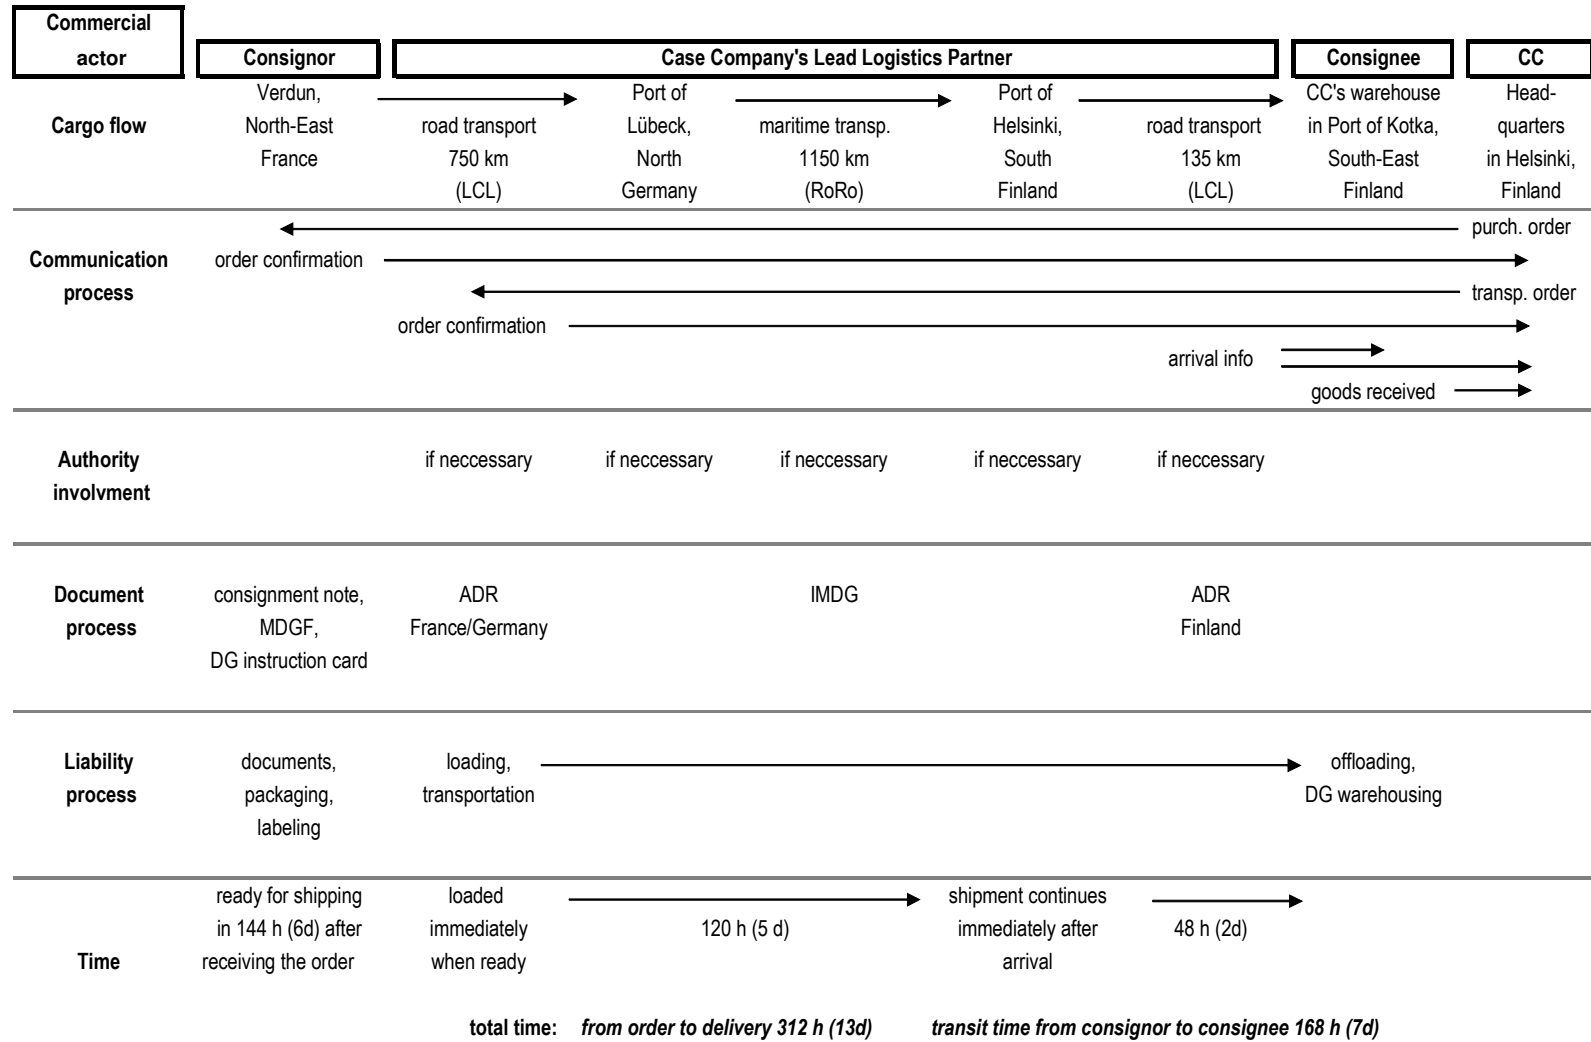 Commercial
actor Consignor Case Company's Lead Logistics Partner Consignee CC
Verdun, Port of Port of CC's warehouse Head-
Cargo flow North-East road transport Lübeck, maritime transp. Helsinki, road transport in Port of Kotka, quarters
France 750 km North 1150 km South 135 km South-East in Helsinki,
(LCL) Germany (RoRo) Finland (LCL) Finland Finland
purch. order
Communication order confirmation
process transp. order
order confirmation
arrival info
goods received
Authority if neccessary if neccessary if neccessary if neccessary if neccessary
involvment
Document consignment note, ADR IMDG ADR
process MDGF, France/Germany Finland
DG instruction card
Liability documents, loading, offloading,
process packaging, transportation DG warehousing
labeling
ready for shipping loaded shipment continues
in 144 h (6d) after immediately 120 h (5 d) immediately after 48 h (2d)
Time receiving the order when ready arrival
total time: from order to delivery 312 h (13d) transit time from consignor to consignee 168 h (7d)